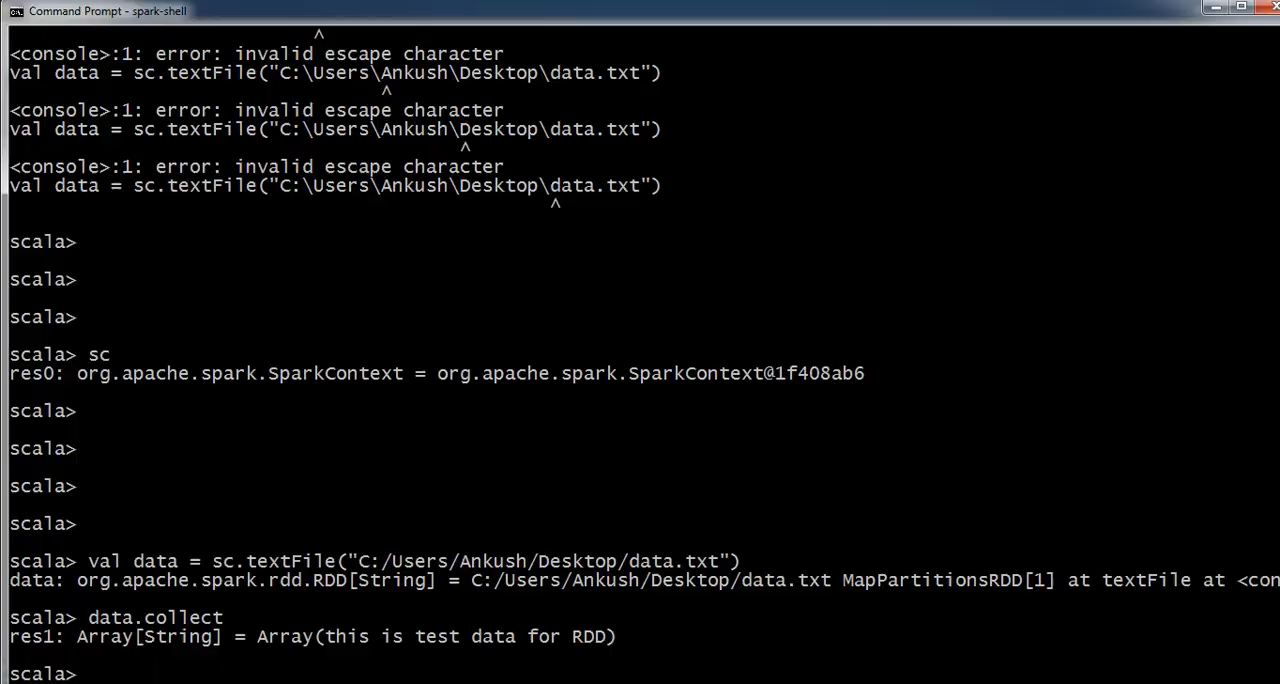 Command Prompt - spark-shell
^
<console>:1: error: invalid escape character
val data = sc.textFile("C:\Users\Ankush\Desktop\data.txt")
^
<console>:1: error: invalid escape character
val data = sc.textFile("C:\Users\Ankush\Desktop\data.txt")
^
<console>:1: error: invalid escape character
val data = sc.textFile("C:\Users\Ankush\Desktop\data.txt")
^
scala>
scala>
scala>
scala> sc
res0: org.apache.spark.SparkContext = org.apache.spark.SparkContext@1f408ab6
scala>
scala>
scala>
scala>
scala> val data = sc.textFile("C:/Users/Ankush/Desktop/data.txt")
data: org.apache.spark.rdd.RDD[String] = C:/Users/Ankush/Desktop/data.txt MapPartitionsRDD[1] at textFile at <con
scala> data.collect
res1: Array[String] = Array(this is test data for RDD)
scala>